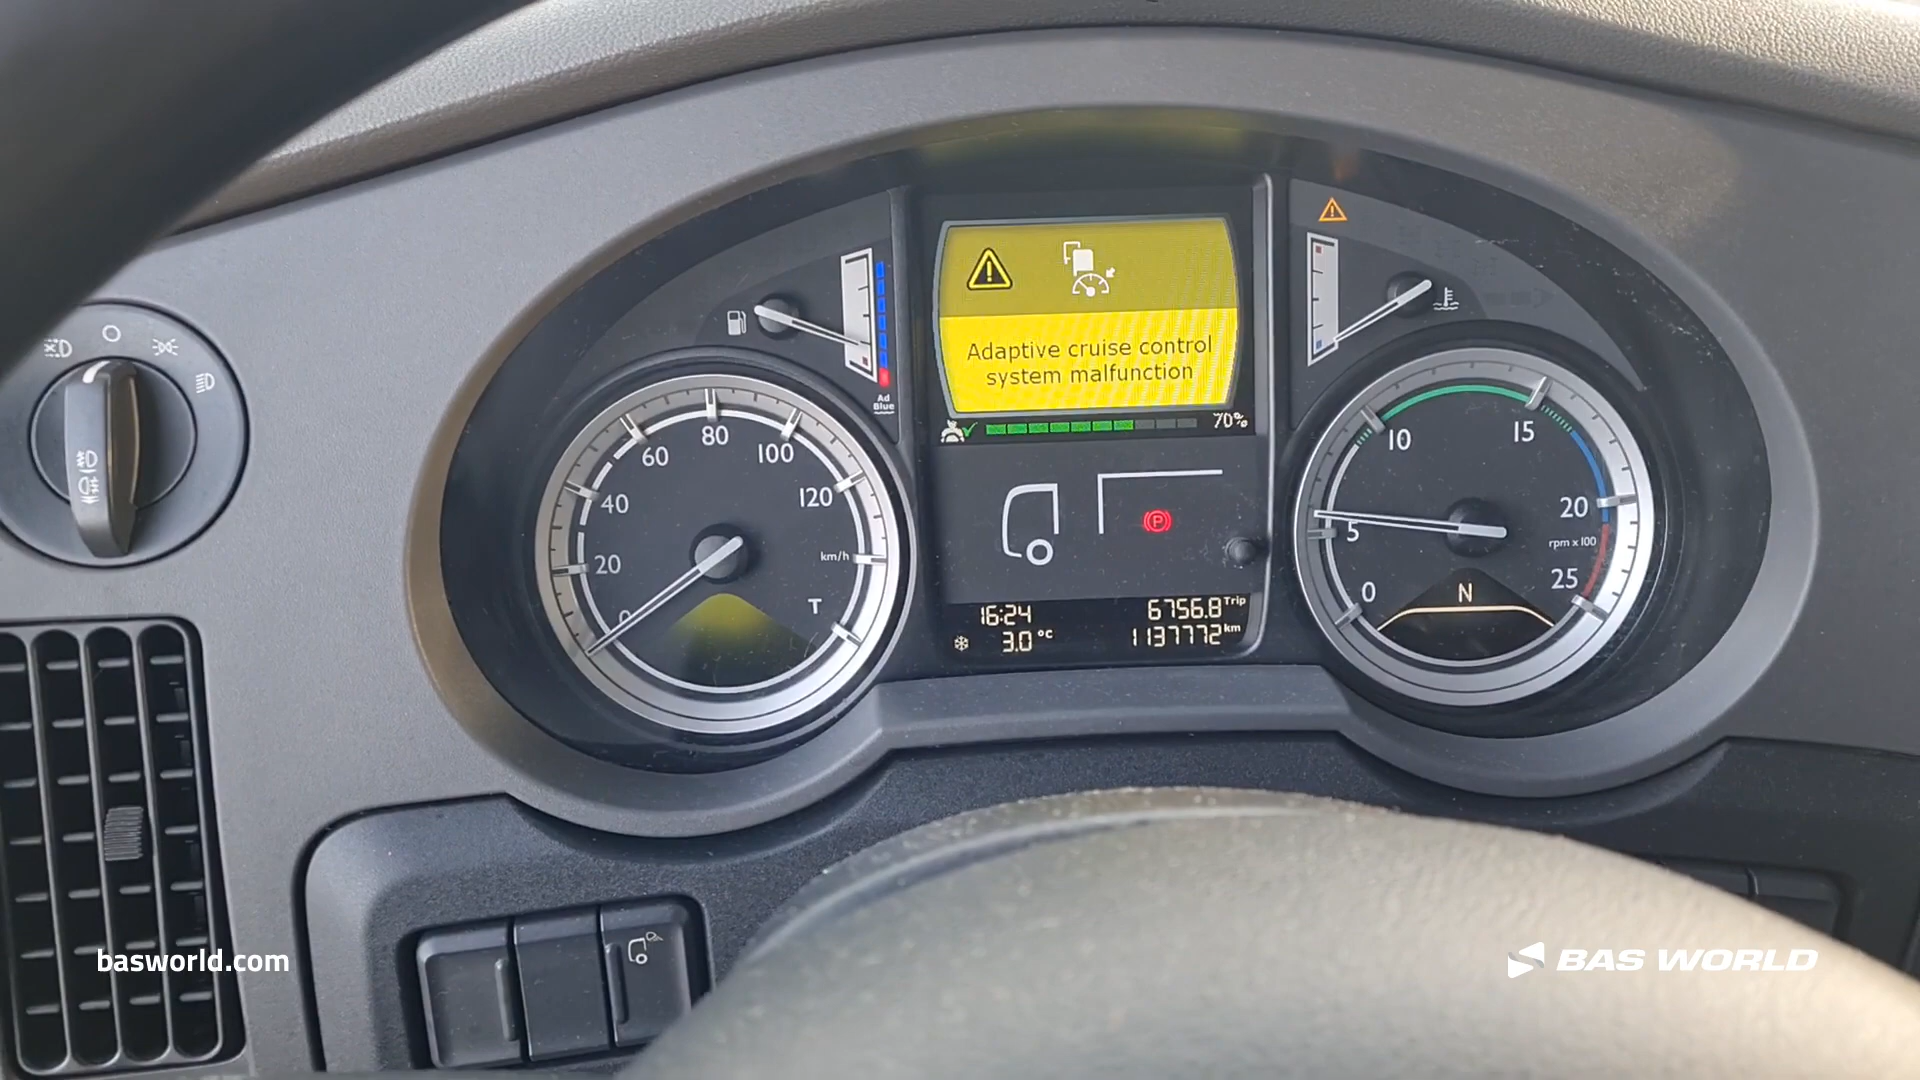 Adaptive cruise control
system malfunction
70%
Ad
Blue
0
20
40
60
80
100
120
km/h
T
P
16:24
6756.8 Trip
3.0 °C
1137772 km
0
5
10
15
20
25
rpm x 100
N
basworld.com
BAS WORLD